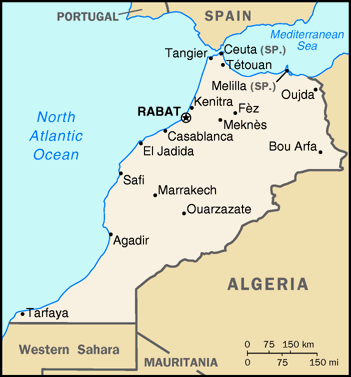 PORTUGAL
SPAIN
Mediterranean
Sea
Tangier
Ceuta (SP.)
Tétouan
Melilla (SP.)
Oujda
North
Atlantic
Ocean
RABAT
Kenitra
Fèz
Meknès
Casablanca
El Jadida
Bou Arfa
Safi
Marrakech
Ouarzazate
Agadir
ALGERIA
Tarfaya
0 75 150 km
0 75 150 mi
Western Sahara
MAURITANIA